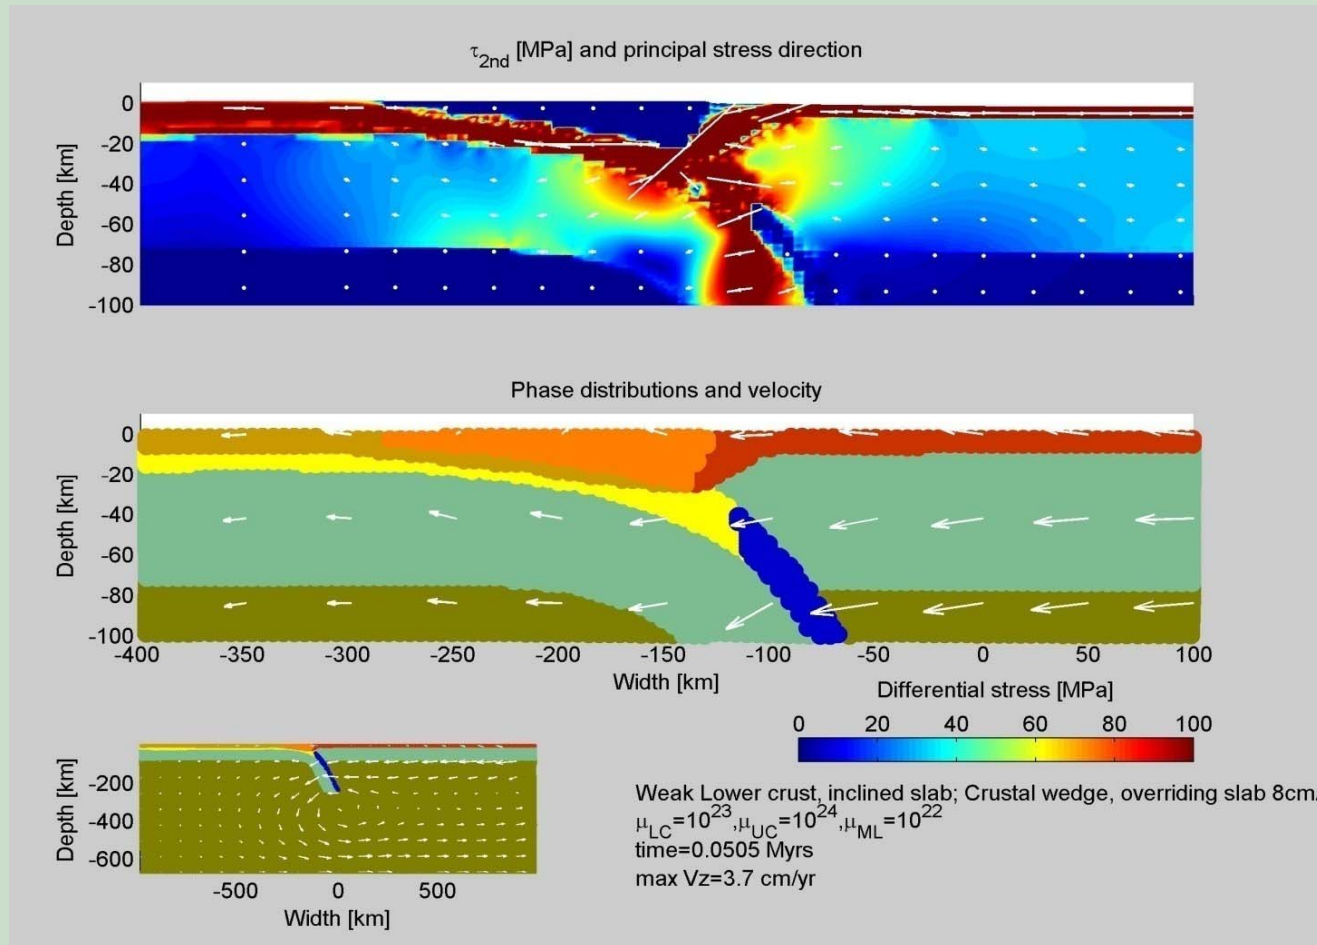 τ2nd [MPa] and principal stress direction
0
-20
-40
-60
-80
-100
Depth [km]
Phase distributions and velocity
0
-20
-40
-60
-80
-100
Depth [km]
-400 -350 -300 -250 -200 -150 -100 -50 0 50 100
Width [km]
Differential stress [MPa]
0 20 40 60 80 100
-200
-400
-600
Depth [km]
-500 0 500
Width [km]
Weak Lower crust, inclined slab; Crustal wedge, overriding slab 8cm/
μLC=10^23,μUC=10^24,μML=10^22
time=0.0505 Myrs
max Vz=3.7 cm/yr